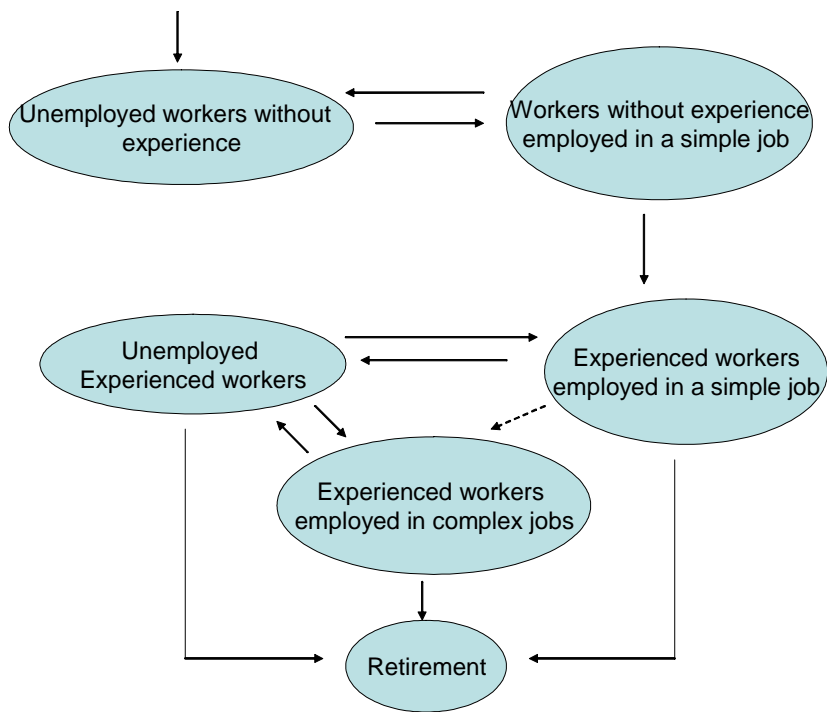 Unemployed workers without
experience
Workers without experience
employed in a simple job
Unemployed
Experienced workers
Experienced workers
employed in a simple job
Experienced workers
employed in complex jobs
Retirement